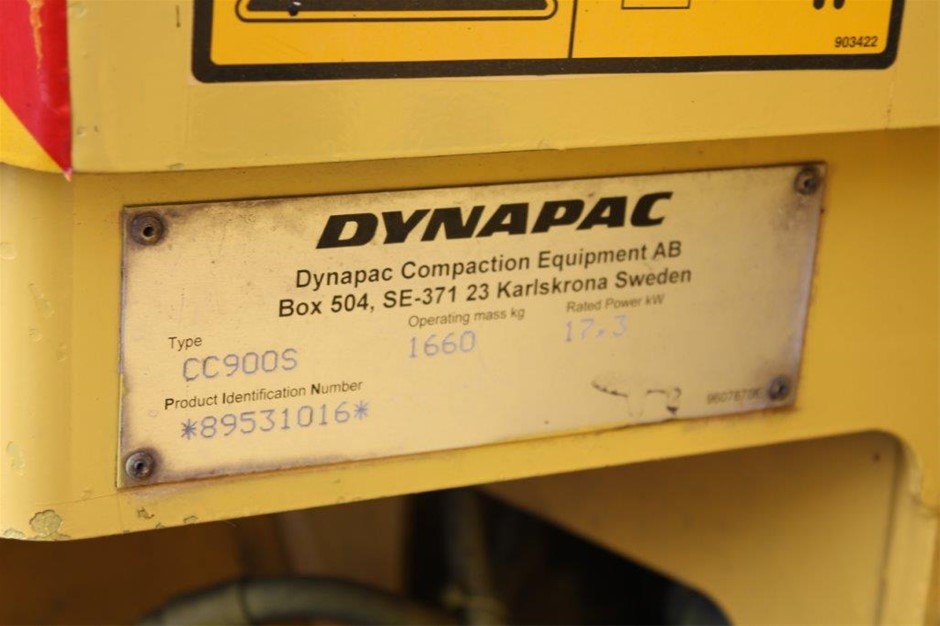 903422
DYNAPAC
Dynapac Compaction Equipment AB
Box 504, SE-371 23 Karlskrona Sweden
Type
Operating mass kg
Rated Power kW
CC900S
1660
17.3
Product Identification Number
*89531016*